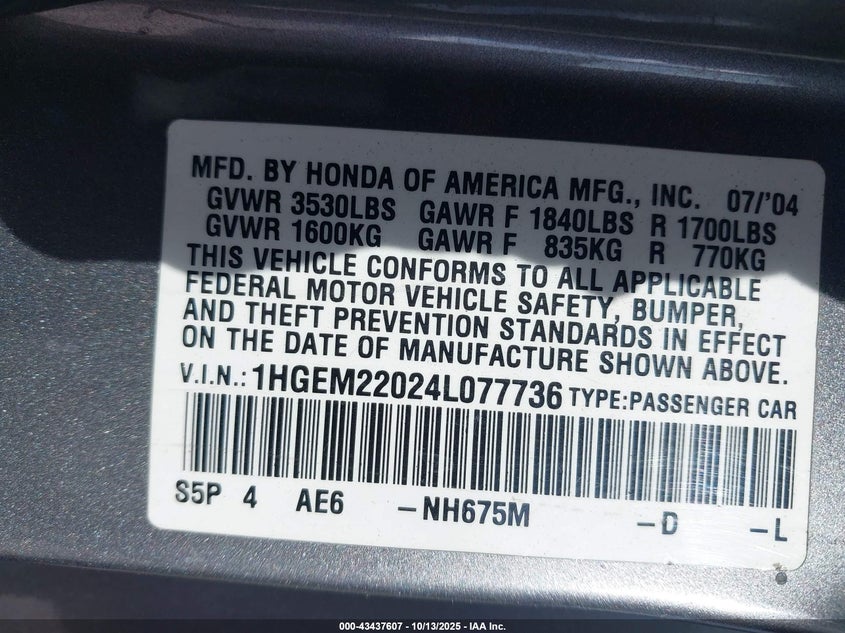 MFD. BY HONDA OF AMERICA MFG., INC. 07/'04
GVWR 3530LBS GAWR F 1840LBS R 1700LBS
GVWR 1600KG GAWR F 835KG R 770KG
THIS VEHICLE CONFORMS TO ALL APPLICABLE
FEDERAL MOTOR VEHICLE SAFETY, BUMPER,
AND THEFT PREVENTION STANDARDS IN EFFECT
ON THE DATE OF MANUFACTURE SHOWN ABOVE.
V.I.N.: 1HGEM22024L077736 TYPE:PASSENGER CAR
S5P 4 AE6 -NH675M -D -L
000-43437607 | 10/13/2025 - IAA Inc.